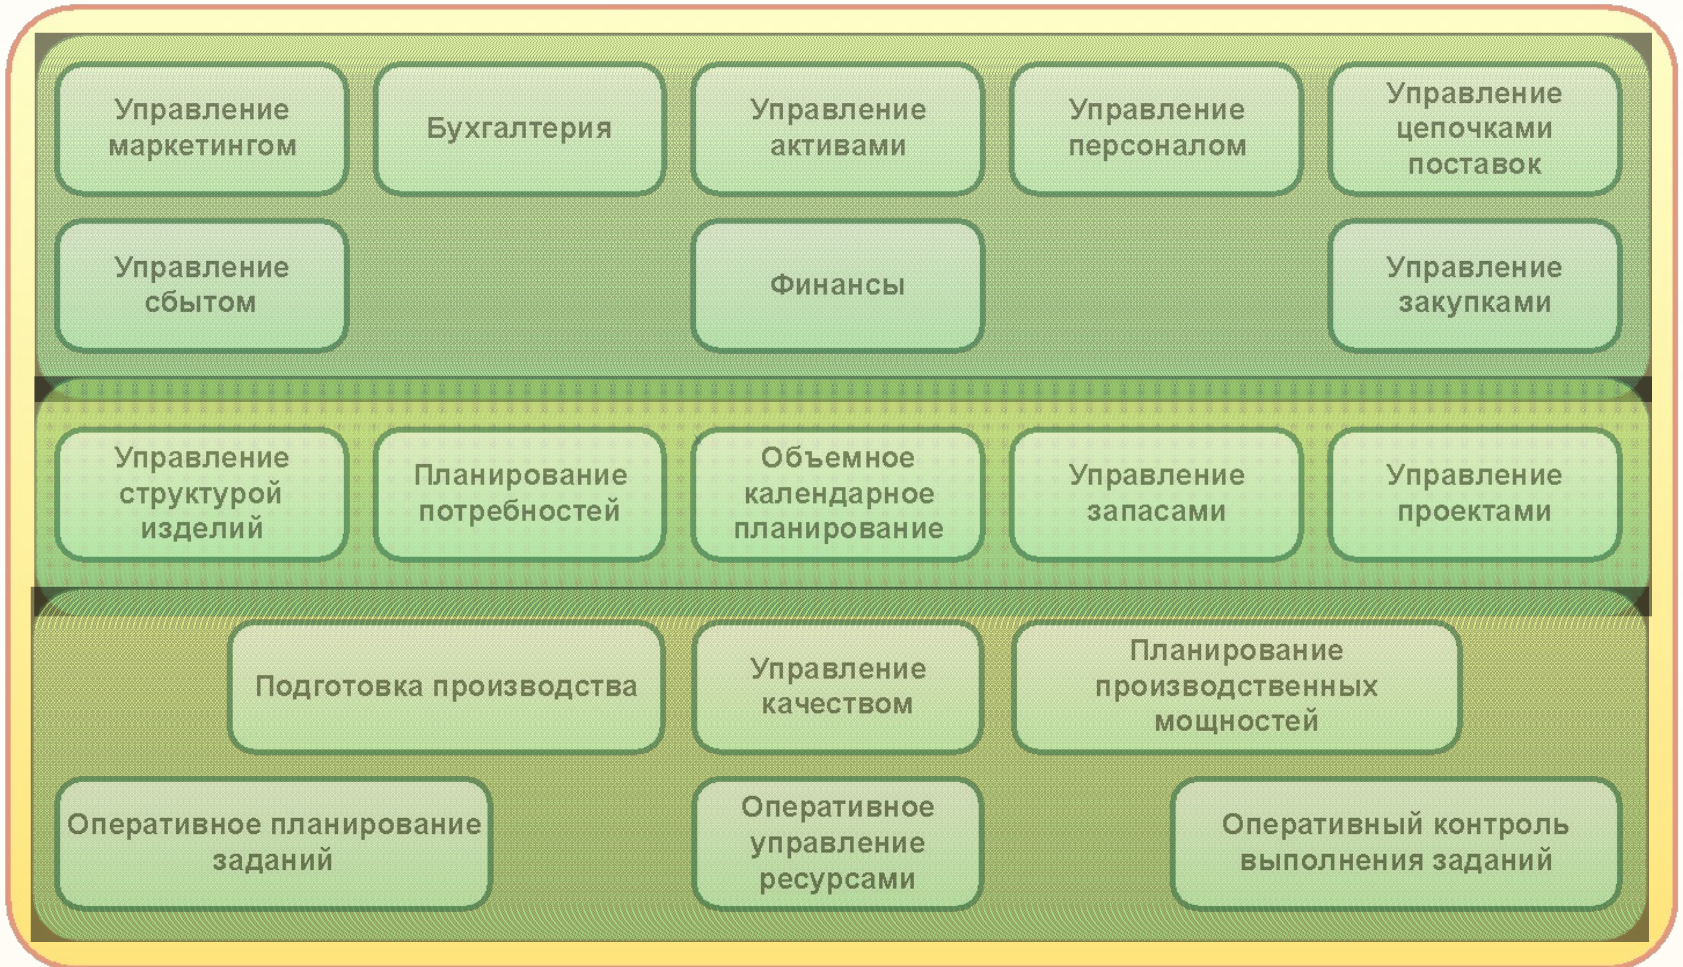 Управление
маркетингом
Бухгалтерия
Управление
активами
Управление
персоналом
Управление
цепочками
поставок
Управление
сбытом
Финансы
Управление
закупками
Управление
структурой
изделий
Планирование
потребностей
Объемное
календарное
планирование
Управление
запасами
Управление
проектами
Подготовка производства
Управление
качеством
Планирование
производственных
мощностей
Оперативное планирование
заданий
Оперативное
управление
ресурсами
Оперативный контроль
выполнения заданий